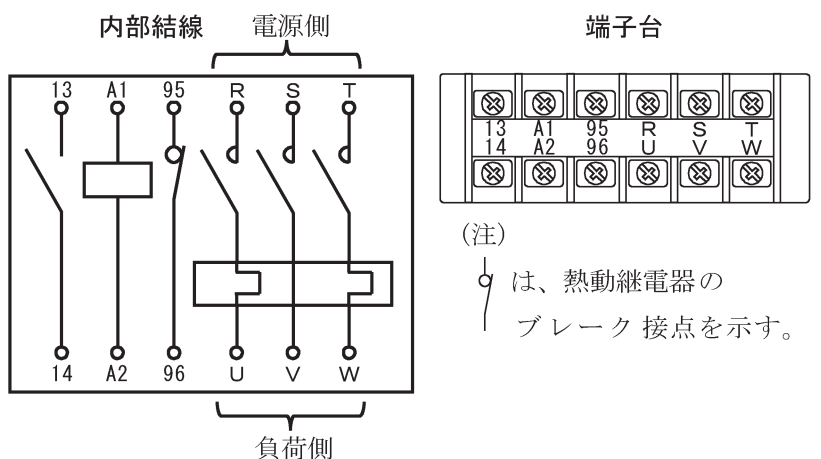 内部結線
電源側
13 A1 95 R S T
14 A2 96 U V W
負荷側
端子台
13 A1 95 R S T
14 A2 96 U V W
(注)
は、熱動継電器の
ブレーク接点を示す。